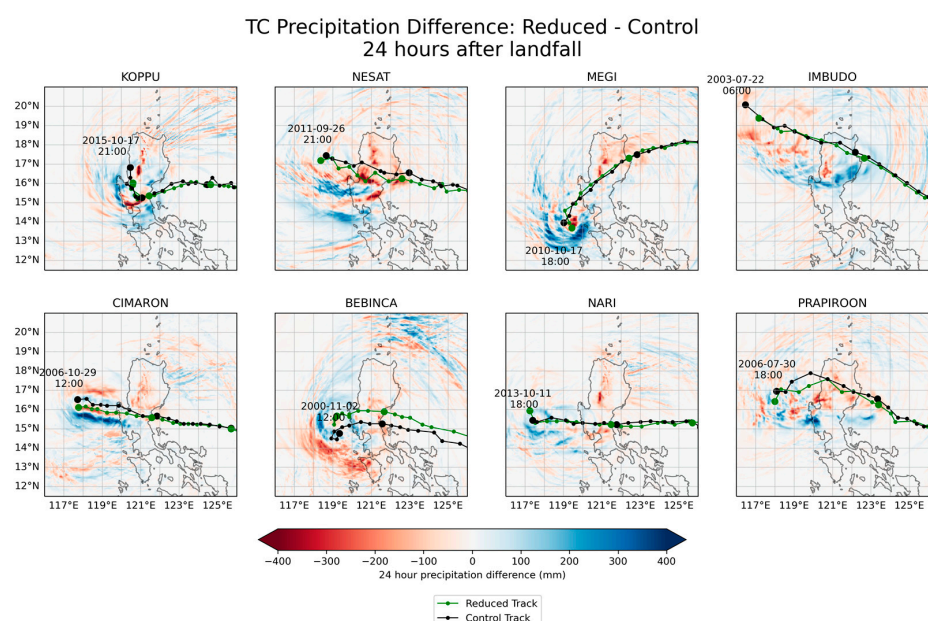 TC Precipitation Difference: Reduced - Control
24 hours after landfall
KOPPU NESAT MEGI IMBUDO
2003-07-22
06:00
20°N
19°N
18°N
17°N
16°N
15°N
14°N
13°N
12°N
2015-10-17
21:00
2011-09-26
21:00
2010-10-17
18:00
CIMARON BEBINCA NARI PRAPIROON
20°N
19°N
18°N
17°N
16°N
15°N
14°N
13°N
12°N
2006-10-29
12:00
2000-11-02
12:00
2013-10-11
18:00
2006-07-30
18:00
117°E 119°E 121°E 123°E 125°E 117°E 119°E 121°E 123°E 125°E 117°E 119°E 121°E 123°E 125°E 117°E 119°E 121°E 123°E 125°E
−400 −300 −200 −100 0 100 200 300 400
24 hour precipitation difference (mm)
Reduced Track
Control Track